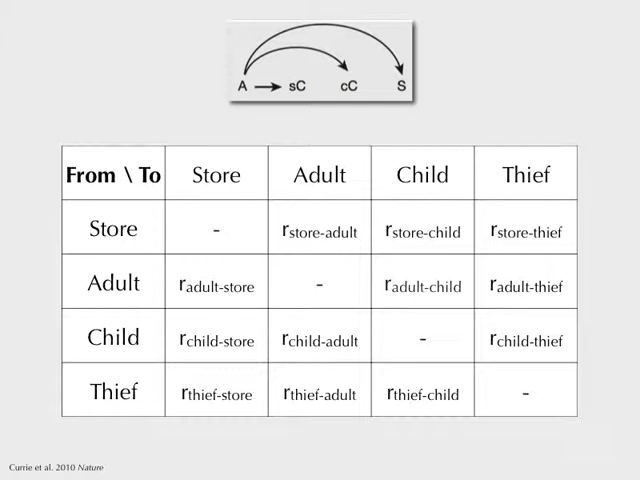 A sC cC S
From \ To Store Adult Child Thief
Store - rstore-adult rstore-child rstore-thief
Adult radult-store - radult-child radult-thief
Child rchild-store rchild-adult - rchild-thief
Thief rthief-store rthief-adult rthief-child -
Currie et al. 2010 Nature